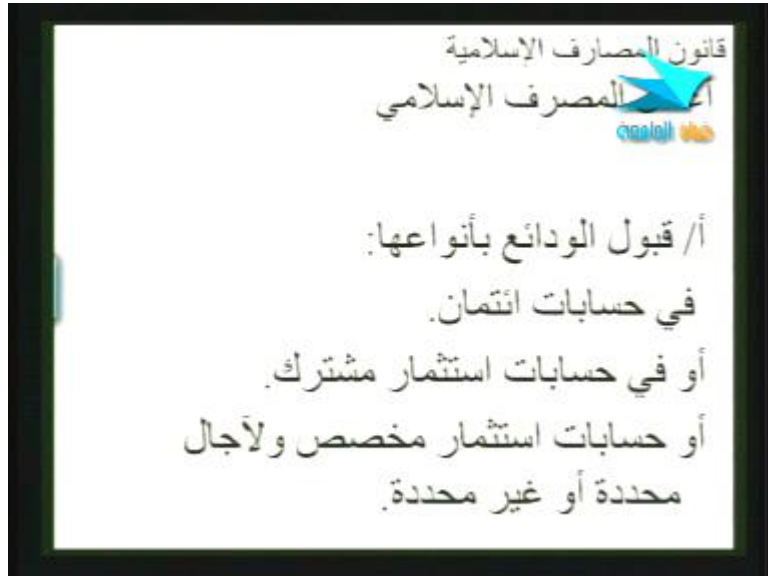 قانون المصارف الإسلامية
المصرف الإسلامي
أ/ قبول الودائع بأنواعها:
في حسابات ائتمان.
أو في حسابات استثمار مشترك.
أو حسابات استثمار مخصص ولآجال
محددة أو غير محددة.